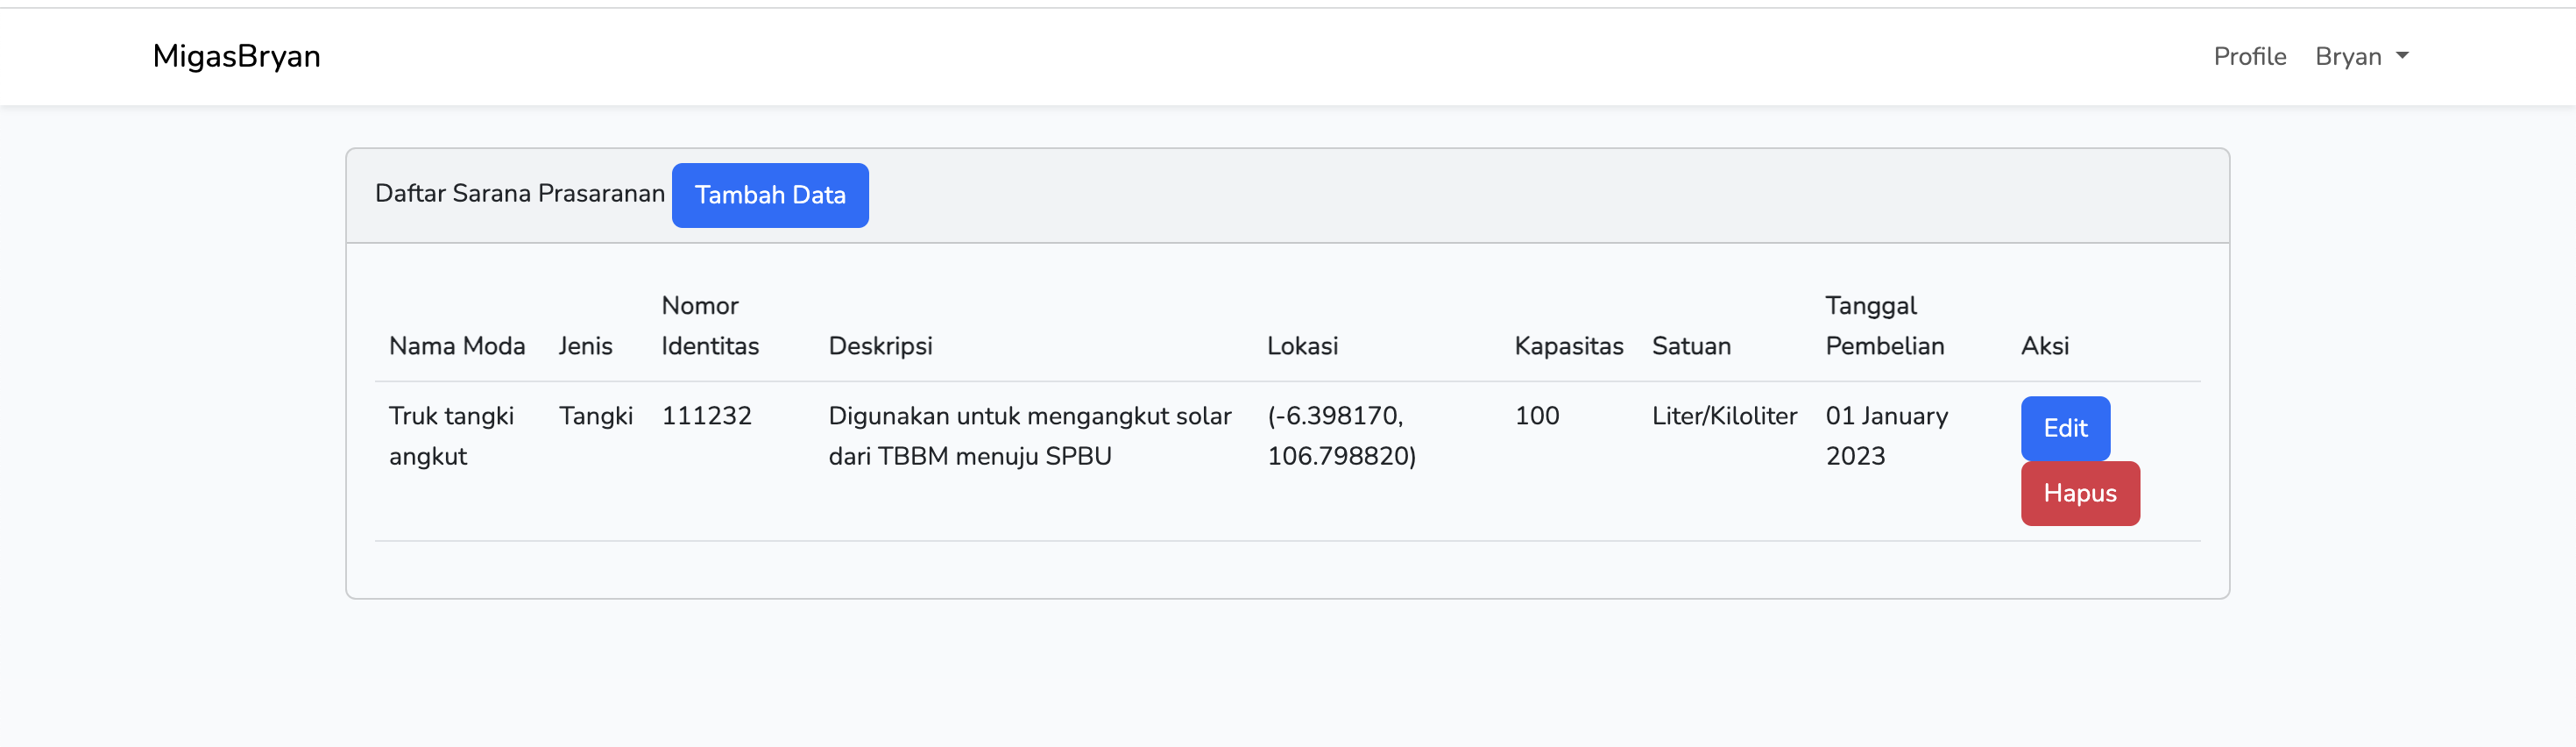 MigasBryan
Profile
Bryan
Daftar Sarana Prasaranan
Tambah Data
Nama Moda
Jenis
Nomor
Identitas
Deskripsi
Lokasi
Kapasitas
Satuan
Tanggal
Pembelian
Aksi
Truk tangki
angkut
Tangki
111232
Digunakan untuk mengangkut solar
dari TBBM menuju SPBU
(-6.398170,
106.798820)
100
Liter/Kiloliter
01 January
2023
Edit
Hapus